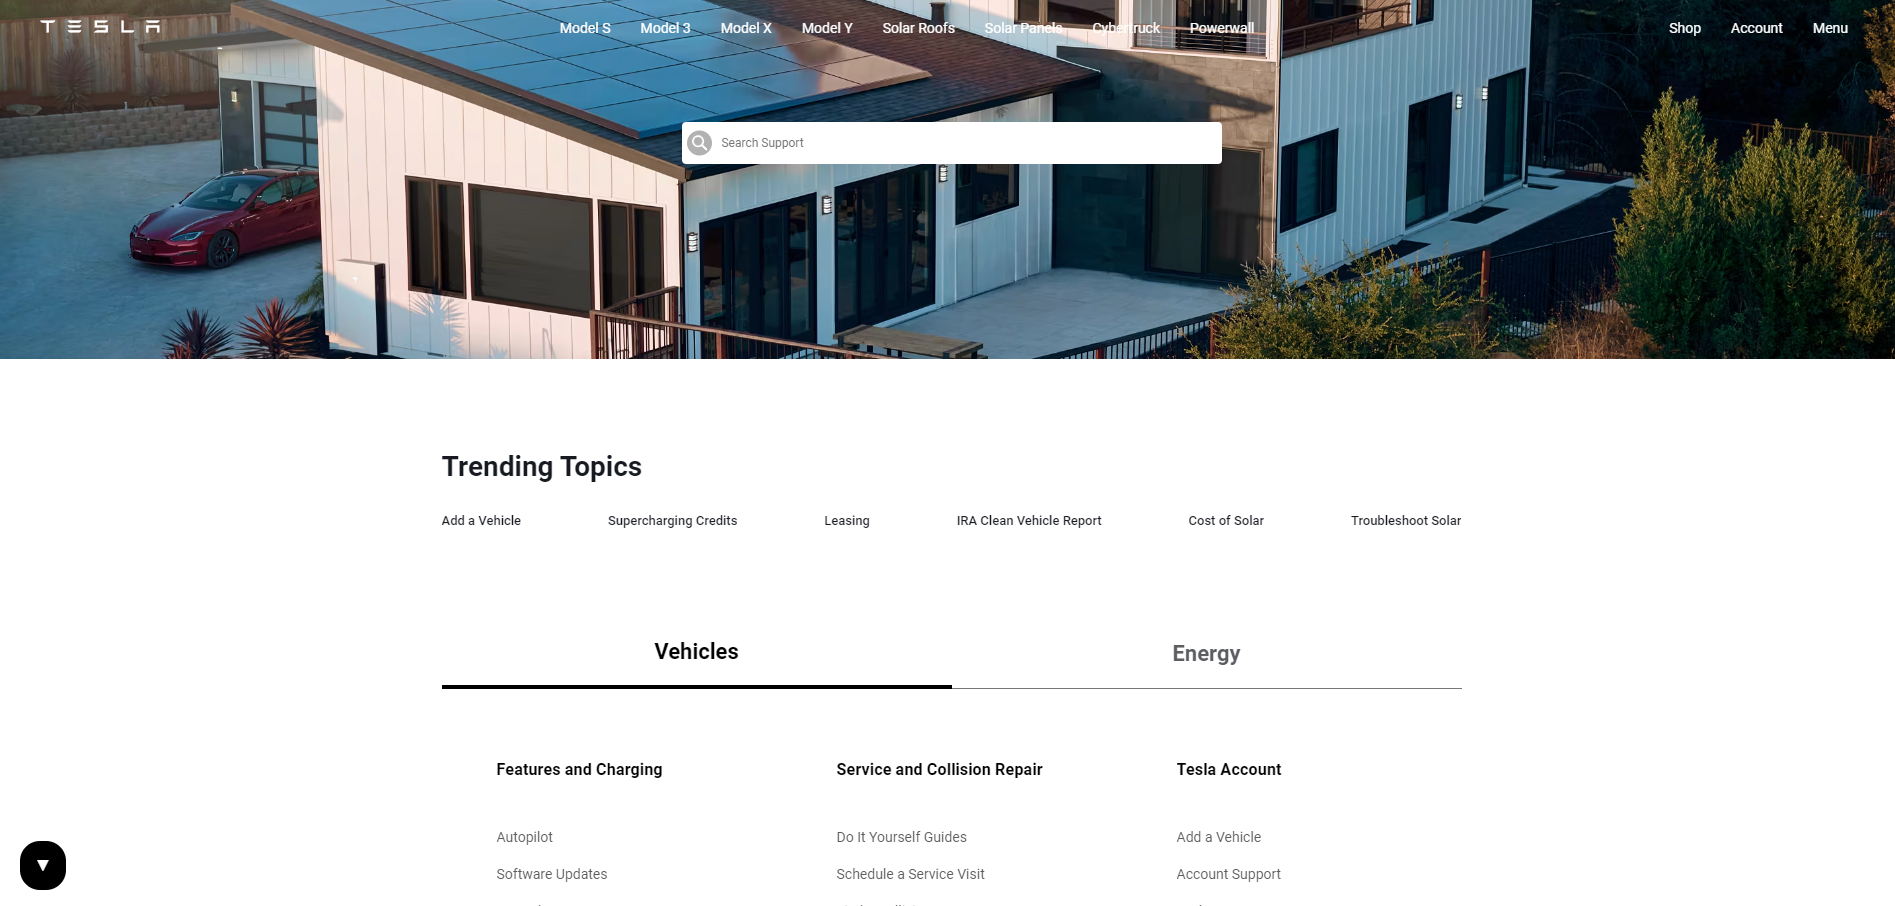 TESLA
Model S Model 3 Model X Model Y Solar Roofs Solar Panels Cybertruck Powerwall
Shop Account Menu
Search Support
Trending Topics
Add a Vehicle Supercharging Credits Leasing IRA Clean Vehicle Report Cost of Solar Troubleshoot Solar
Vehicles Energy
Features and Charging Service and Collision Repair Tesla Account
Autopilot Do It Yourself Guides Add a Vehicle
Software Updates Schedule a Service Visit Account Support